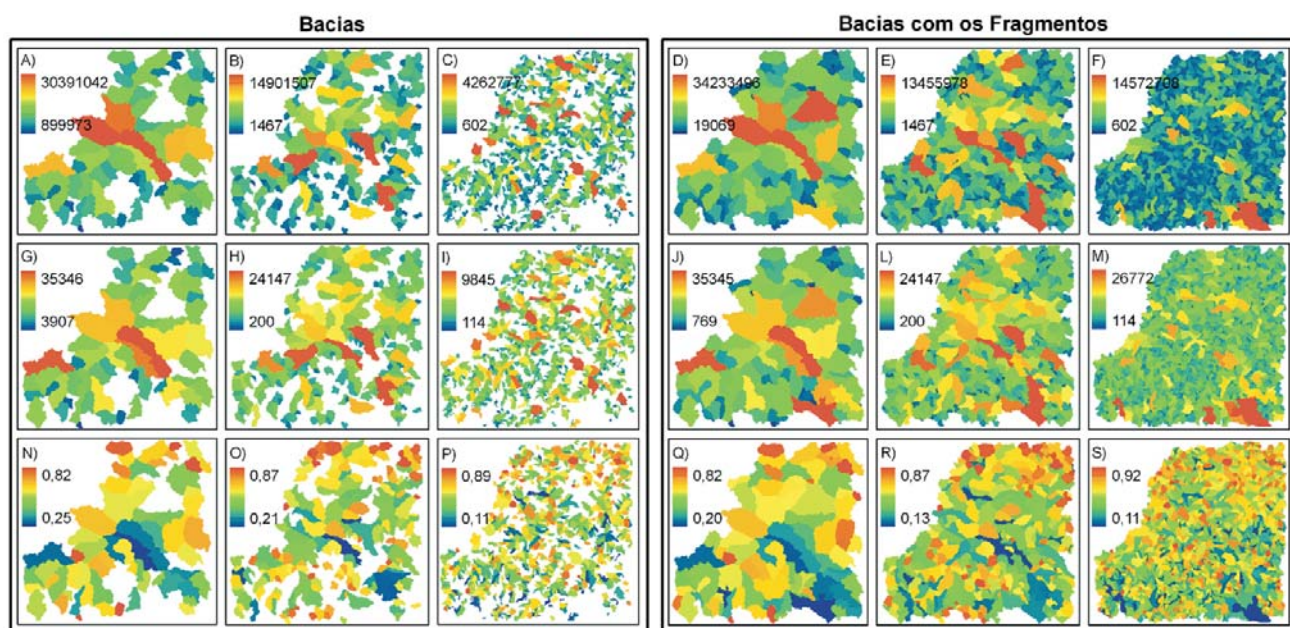 Bacias
Bacias com os Fragmentos
A)
30391042
899973
B)
14901507
1467
C)
4262777
602
D)
34233496
19069
E)
13455978
1467
F)
14572798
602
G)
35346
3907
H)
24147
200
I)
9845
114
J)
35345
769
L)
24147
200
M)
26772
114
N)
0,82
0,25
O)
0,87
0,21
P)
0,89
0,11
Q)
0,82
0,20
R)
0,87
0,13
S)
0,92
0,11